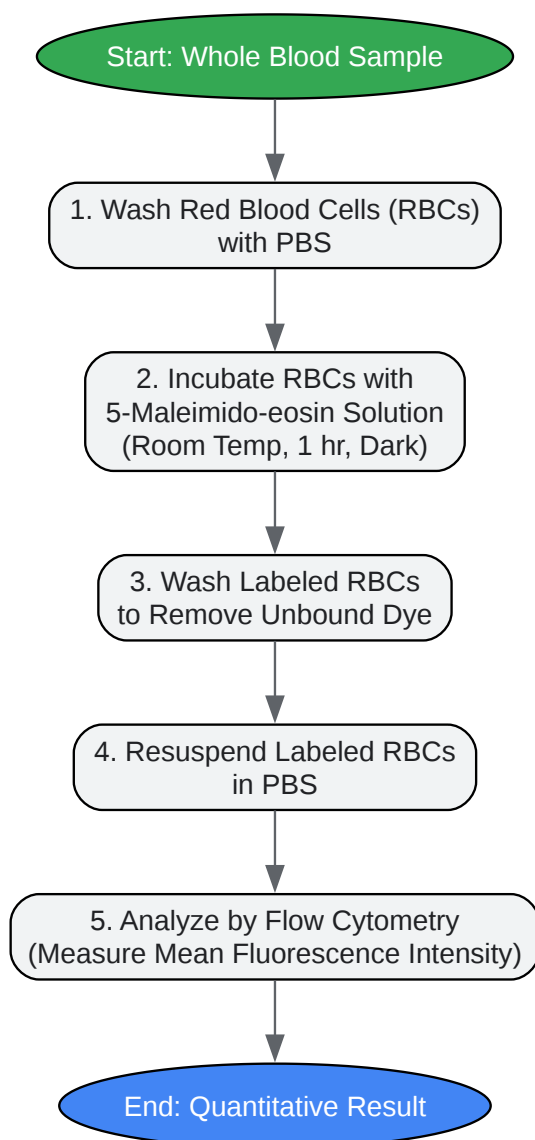 Start: Whole Blood Sample
1. Wash Red Blood Cells (RBCs)
with PBS
2. Incubate RBCs with
5-Maleimido-eosin Solution
(Room Temp, 1 hr, Dark)
3. Wash Labeled RBCs
to Remove Unbound Dye
4. Resuspend Labeled RBCs
in PBS
5. Analyze by Flow Cytometry
(Measure Mean Fluorescence Intensity)
End: Quantitative Result